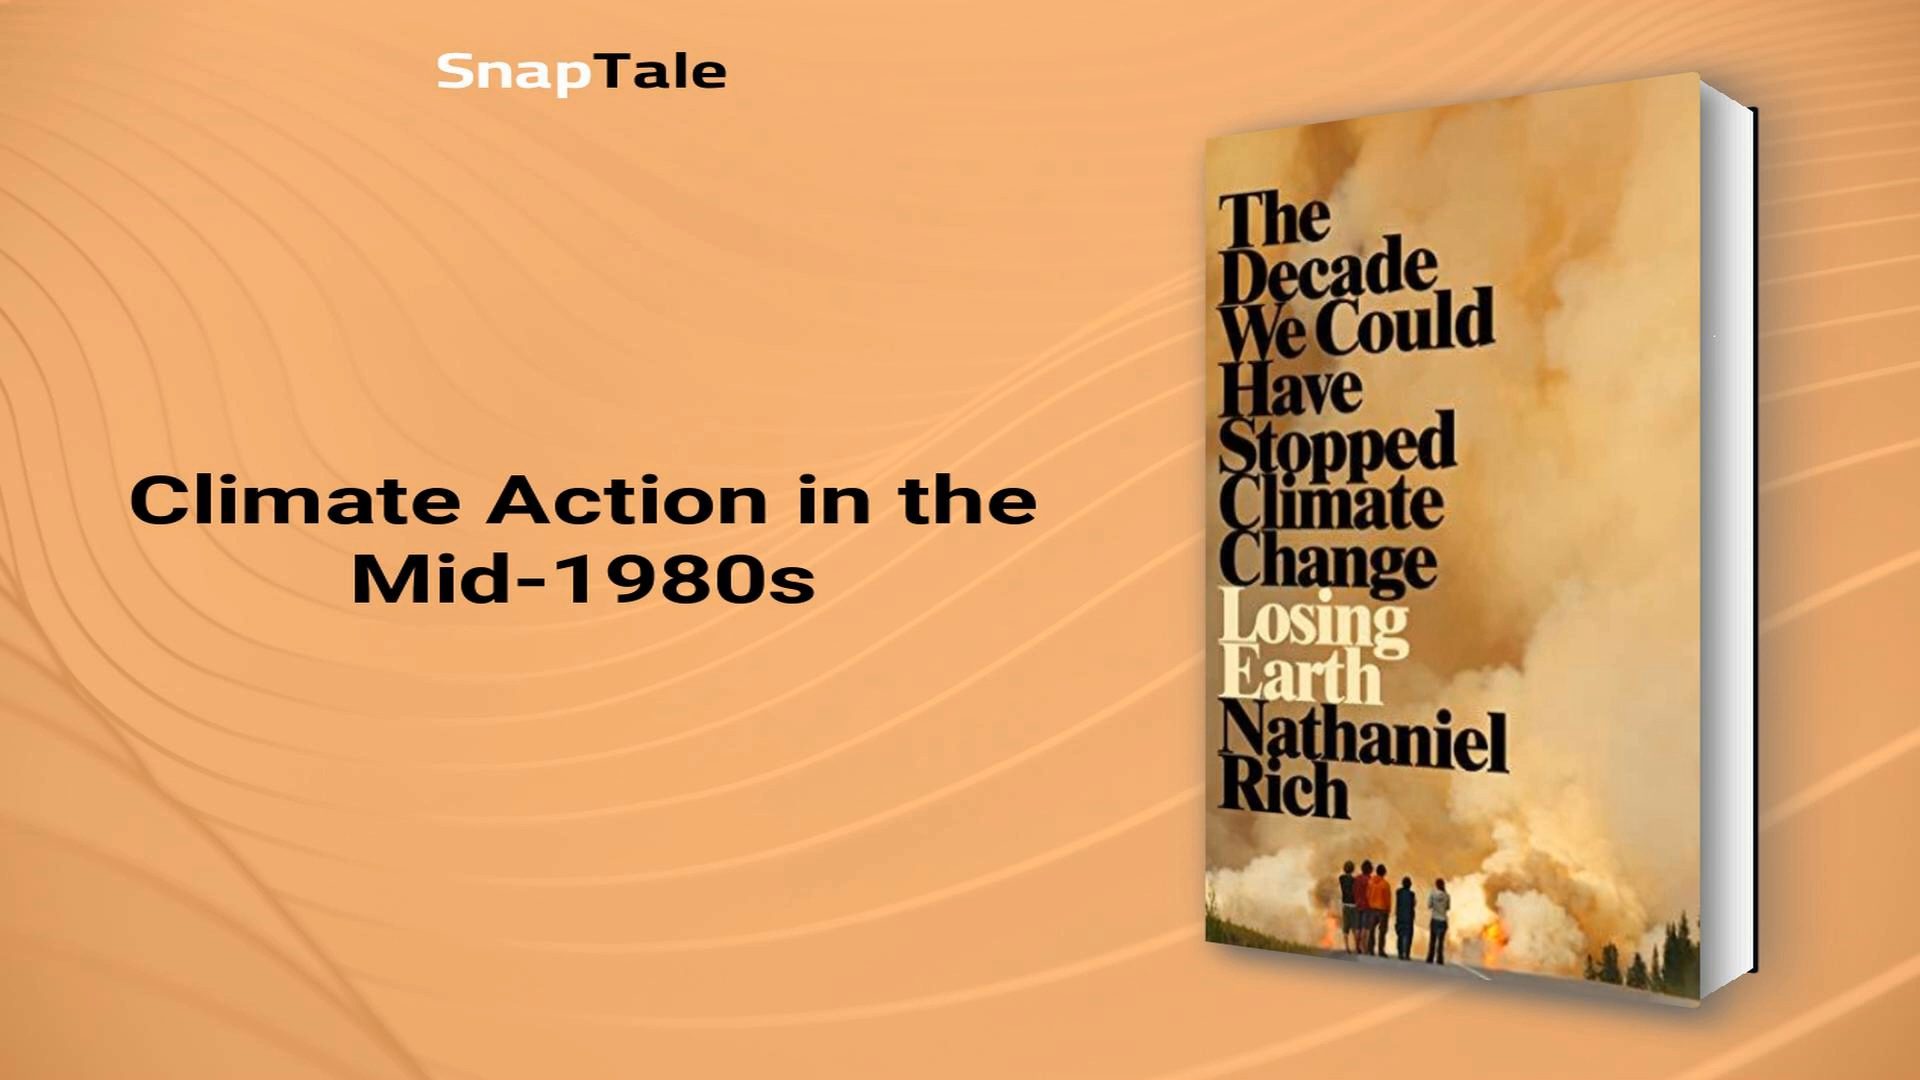 SnapTale
Climate Action in the
Mid-1980s
The
Decade
We Could
Have
Stopped
Climate
Change
Losing
Earth
Nathaniel
Rich